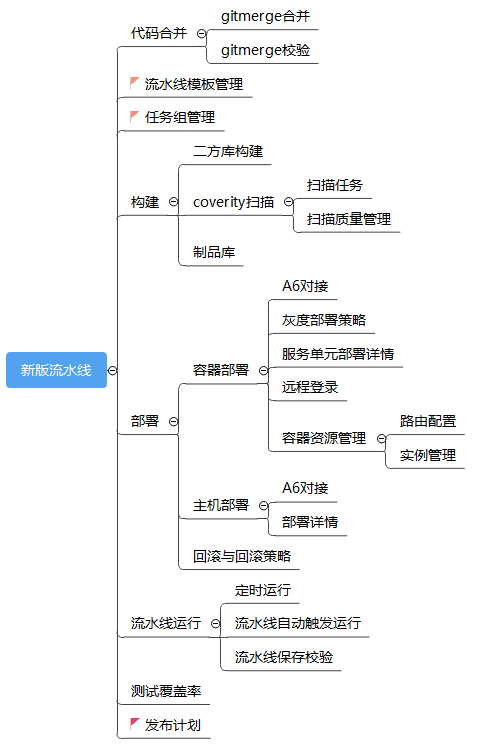 新版流水线
代码合并
gitmerge合并
gitmerge校验
流水线模板管理
任务组管理
构建
二方库构建
coverity扫描
扫描任务
扫描质量管理
制品库
部署
容器部署
A6对接
灰度部署策略
服务单元部署详情
远程登录
容器资源管理
路由配置
实例管理
主机部署
A6对接
部署详情
回滚与回滚策略
流水线运行
定时运行
流水线自动触发运行
流水线保存校验
测试覆盖率
发布计划